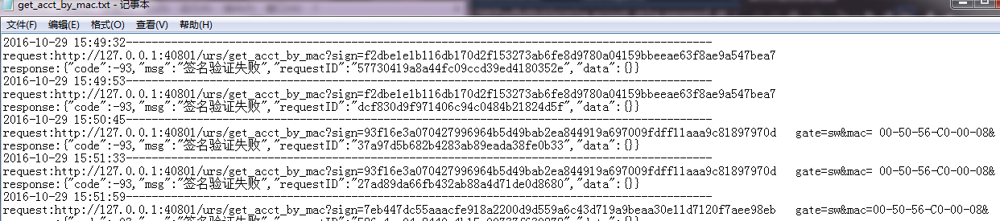 get_acct_by_mac.txt - 记事本
文件(F) 编辑(E) 格式(O) 查看(V) 帮助(H)
2016-10-29 15:49:32--------------------------------------------------------------------------------------------
request:http://127.0.0.1:40801/urs/get_acct_by_mac?sign=f2dbe1e1b116db170d2f153273ab6fe8d9780a04159bbeeae63f8ae9a547bea7
response:{"code":-93,"msg":"签名验证失败","requestID":"57730419a8a44fc09ccd39ed4180352e","data":{}}
2016-10-29 15:49:53--------------------------------------------------------------------------------------------
request:http://127.0.0.1:40801/urs/get_acct_by_mac?sign=f2dbe1e1b116db170d2f153273ab6fe8d9780a04159bbeeae63f8ae9a547bea7
response:{"code":-93,"msg":"签名验证失败","requestID":"dcf830d9f971406c94c0484b21824d5f","data":{}}
2016-10-29 15:50:45--------------------------------------------------------------------------------------------
request:http://127.0.0.1:40801/urs/get_acct_by_mac?sign=93f16e3a070427996964b5d49bab2ea844919a697009fdff11aaa9c81897970d   gate=sw&mac= 00-50-56-C0-00-08&
response:{"code":-93,"msg":"签名验证失败","requestID":"37a97d5b682b4283ab89eada38fe0b33","data":{}}
2016-10-29 15:51:33--------------------------------------------------------------------------------------------
request:http://127.0.0.1:40801/urs/get_acct_by_mac?sign=93f16e3a070427996964b5d49bab2ea844919a697009fdff11aaa9c81897970d   gate=sw&mac= 00-50-56-C0-00-08&
response:{"code":-93,"msg":"签名验证失败","requestID":"27ad89da66fb432ab88a4d71de0d8680","data":{}}
2016-10-29 15:51:59--------------------------------------------------------------------------------------------
request:http://127.0.0.1:40801/urs/get_acct_by_mac?sign=7eb447dc55aaacfe918a2200d9d559a6c43d719a9beaa30e11d7120f7aee98eb   gate=sw&mac=00-50-56-C0-00-08&